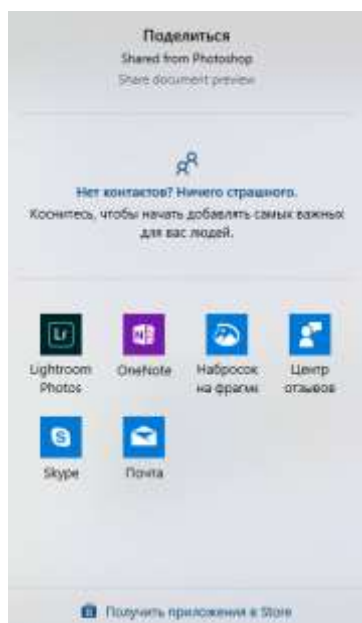 Поделиться
Shared from Photoshop
Share document preview
Нет контактов? Ничего страшного.
Коснитесь, чтобы начать добавлять самых важных
для вас людей.
Lr
Lightroom
Photos
N
OneNote
Набросок
на фрагме
Центр
отзывов
S
Skype
Почта
Получить приложения в Store